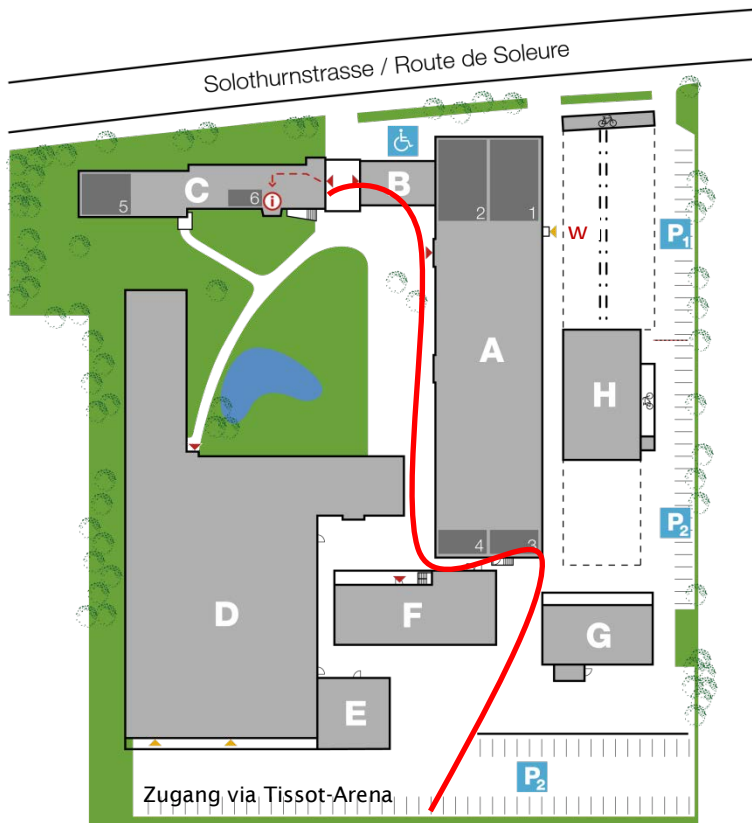 Solothurnstrasse / Route de Soleure
C
B
5
6
i
2
1
W
P1
A
H
4
3
P2
D
F
G
E
P2
Zugang via Tissot-Arena